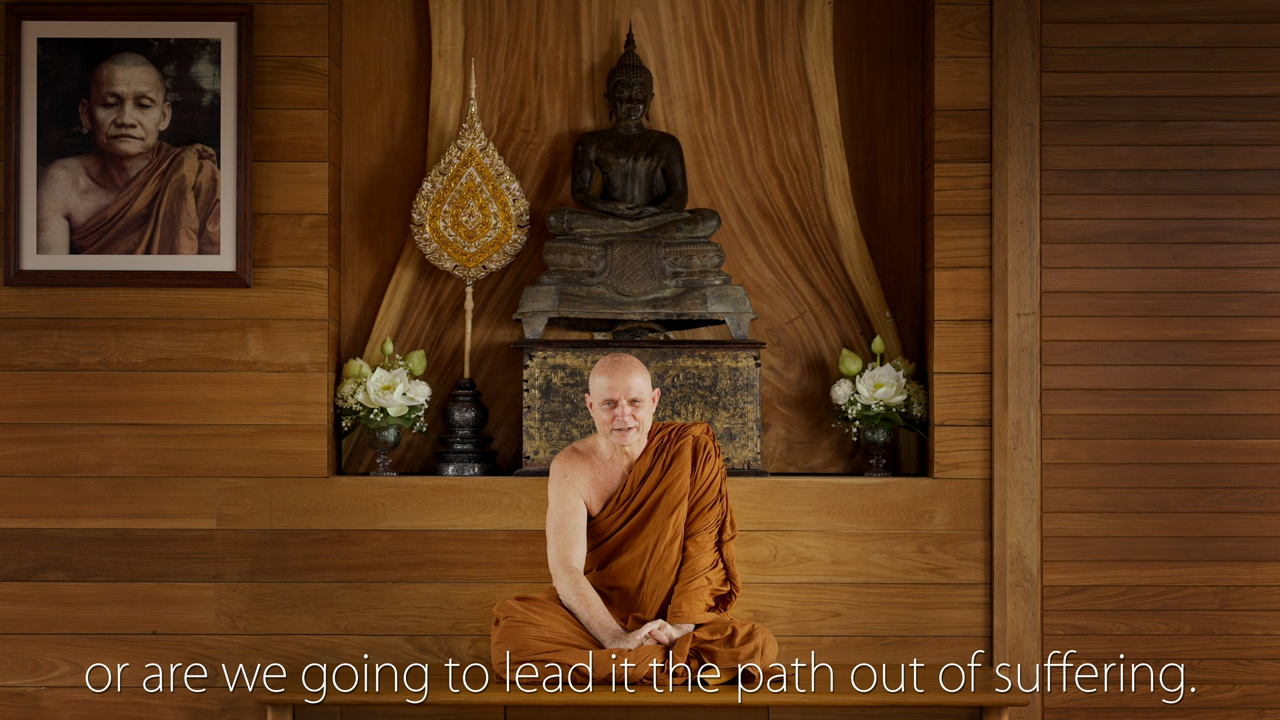 or are we going to lead it the path out of suffering.